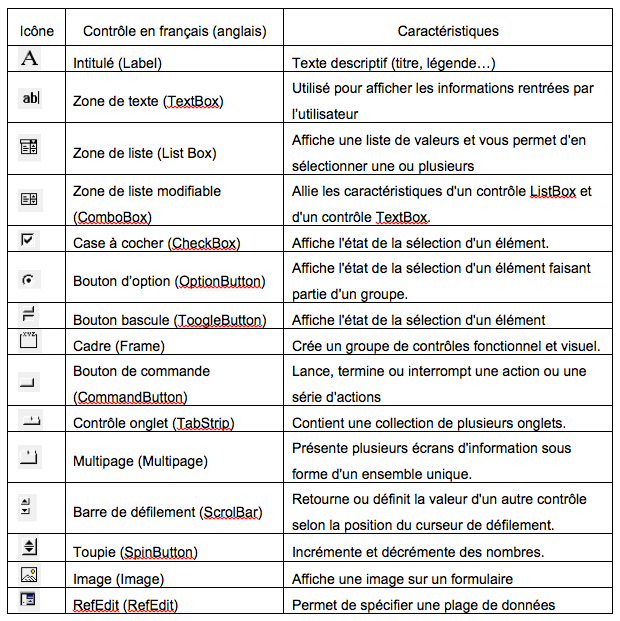 Icône Contrôle en français (anglais) Caractéristiques
A Intitulé (Label) Texte descriptif (titre, légende…)
ab| Zone de texte (TextBox) Utilisé pour afficher les informations rentrées par
l'utilisateur
Zone de liste (List Box) Affiche une liste de valeurs et vous permet d'en
sélectionner une ou plusieurs
Zone de liste modifiable
(ComboBox) Allie les caractéristiques d'un contrôle ListBox et
d'un contrôle TextBox.
Case à cocher (CheckBox) Affiche l'état de la sélection d'un élément.
Bouton d'option (OptionButton) Affiche l'état de la sélection d'un élément faisant
partie d'un groupe.
Bouton bascule (ToogleButton) Affiche l'état de la sélection d'un élément
XYZ Cadre (Frame) Crée un groupe de contrôles fonctionnel et visuel.
Bouton de commande
(CommandButton) Lance, termine ou interrompt une action ou une
série d'actions
Contrôle onglet (TabStrip) Contient une collection de plusieurs onglets.
Multipage (Multipage) Présente plusieurs écrans d'information sous
forme d'un ensemble unique.
Barre de défilement (ScrolBar) Retourne ou définit la valeur d'un autre contrôle
selon la position du curseur de défilement.
Toupie (SpinButton) Incrémente et décrémente des nombres.
Image (Image) Affiche une image sur un formulaire
RefEdit (RefEdit) Permet de spécifier une plage de données